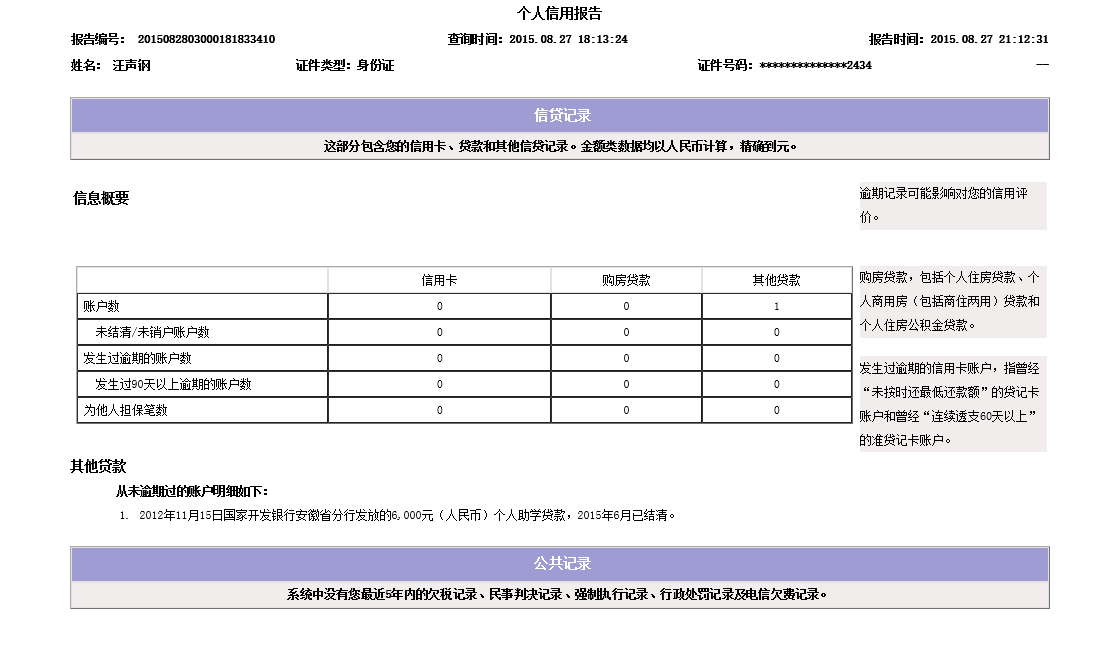 个人信用报告
报告编号： 2015082803000181833410 查询时间：2015.08.27 18:13:24 报告时间：2015.08.27 21:12:31
姓名： 汪声钢 证件类型：身份证 证件号码：**************2434 --
信贷记录
这部分包含您的信用卡、贷款和其他信贷记录。金额类数据均以人民币计算，精确到元。
信息概要
逾期记录可能影响对您的信用评
价。
信用卡 购房贷款 其他贷款
账户数 0 0 1
未结清/未销户账户数 0 0 0
发生过逾期的账户数 0 0 0
发生过90天以上逾期的账户数 0 0 0
为他人担保笔数 0 0 0
购房贷款，包括个人住房贷款、个
人商用房（包括商住两用）贷款和
个人住房公积金贷款。
发生过逾期的信用卡账户，指曾经
“未按时还最低还款额”的贷记卡
账户和曾经“连续透支60天以上”
的准贷记卡账户。
其他贷款
从未逾期过的账户明细如下：
1. 2012年11月15日国家开发银行安徽省分行发放的6,000元（人民币）个人助学贷款，2015年6月已结清。
公共记录
系统中没有您最近5年内的欠税记录、民事判决记录、强制执行记录、行政处罚记录及电信欠费记录。